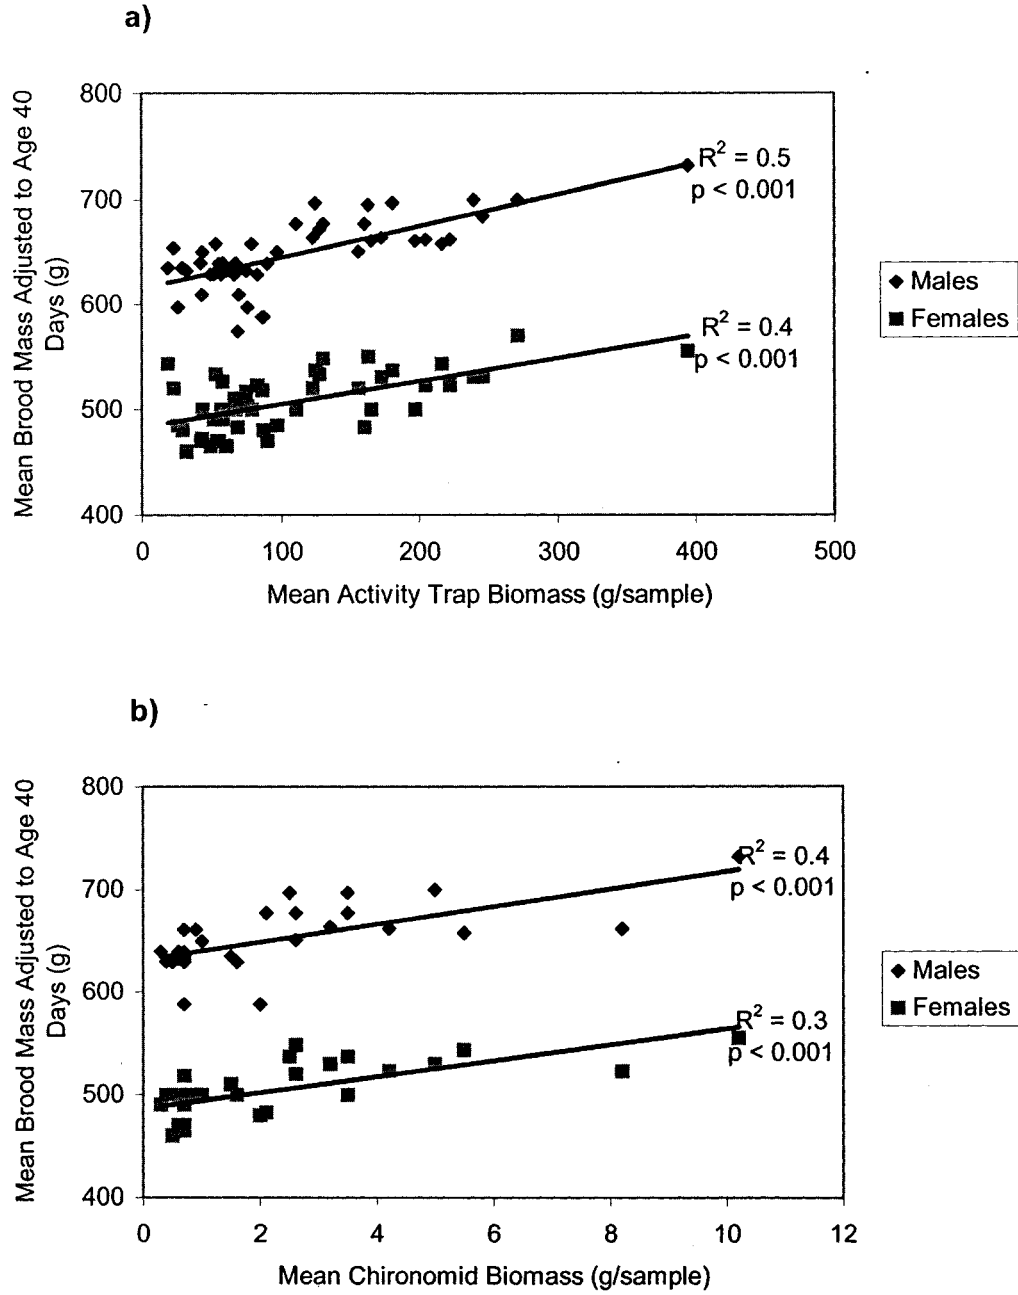 a)
Mean Brood Mass Adjusted to Age 40
Days (g)
800
700
600
500
400
R² = 0.5
p < 0.001
R² = 0.4
p < 0.001
Males
Females
0 100 200 300 400 500
Mean Activity Trap Biomass (g/sample)
b)
Mean Brood Mass Adjusted to Age 40
Days (g)
800
700
600
500
400
R² = 0.4
p < 0.001
R² = 0.3
p < 0.001
Males
Females
0 2 4 6 8 10 12
Mean Chironomid Biomass (g/sample)